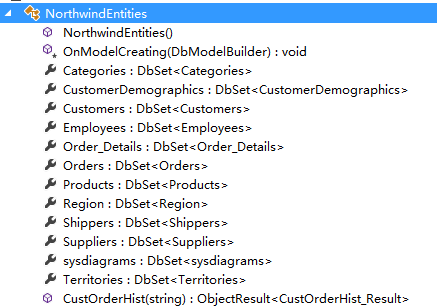 NorthwindEntities
NorthwindEntities()
OnModelCreating(DbModelBuilder) : void
Categories : DbSet<Categories>
CustomerDemographics : DbSet<CustomerDemographics>
Customers : DbSet<Customers>
Employees : DbSet<Employees>
Order_Details : DbSet<Order_Details>
Orders : DbSet<Orders>
Products : DbSet<Products>
Region : DbSet<Region>
Shippers : DbSet<Shippers>
Suppliers : DbSet<Suppliers>
sysdiagrams : DbSet<sysdiagrams>
Territories : DbSet<Territories>
CustOrderHist(string) : ObjectResult<CustOrderHist_Result>